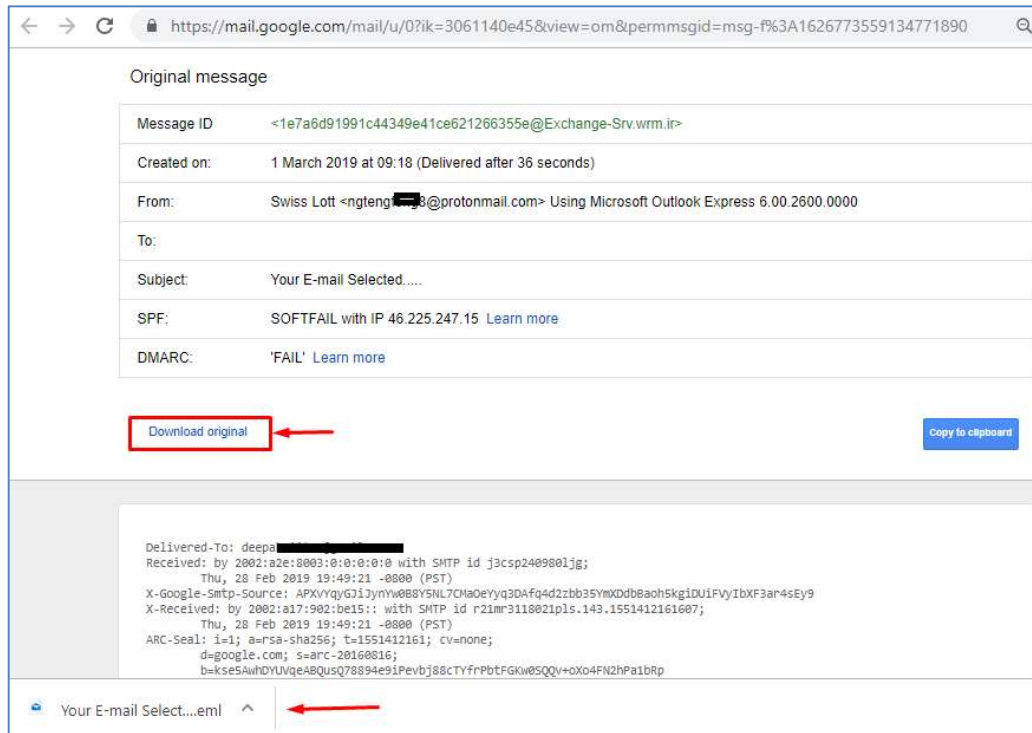 https://mail.google.com/mail/u/0?ik=3061140e45&view=om&permmsgid=msg-f%3A1626773559134771890
Original message
Message ID <1e7a6d91991c44349e41ce621266355e@Exchange-Srv.wrm.ir>
Created on: 1 March 2019 at 09:18 (Delivered after 36 seconds)
From: Swiss Lott <ngteng 3@protonmail.com> Using Microsoft Outlook Express 6.00.2600.0000
To:
Subject: Your E-mail Selected.....
SPF: SOFTFAIL with IP 46.225.247.15 Learn more
DMARC: 'FAIL' Learn more
Download original
Copy to clipboard
Delivered-To: deepa
Received: by 2002:a2e:8003:0:0:0:0:0 with SMTP id j3csp240980ljg;
Thu, 28 Feb 2019 19:49:21 -0800 (PST)
X-Google-Smtp-Source: APXvYqyGJiJynYw0B8Y5NL7CMaOeYyq3DAfq4d2zbb35YmXDdbBaoh5kgiDUiFVyIbXF3ar4sEy9
X-Received: by 2002:a17:902:be15:: with SMTP id r21mr3118021pls.143.1551412161607;
Thu, 28 Feb 2019 19:49:21 -0800 (PST)
ARC-Seal: i=1; a=rsa-sha256; t=1551412161; cv=none;
d=google.com; s=arc-20160816;
b=kse5AwhDYUVqeABQusQ78894e9iPevbj88cTYfrPbtFGKw0SQQv+oXo4FN2hPa1bRp
Your E-mail Select....eml